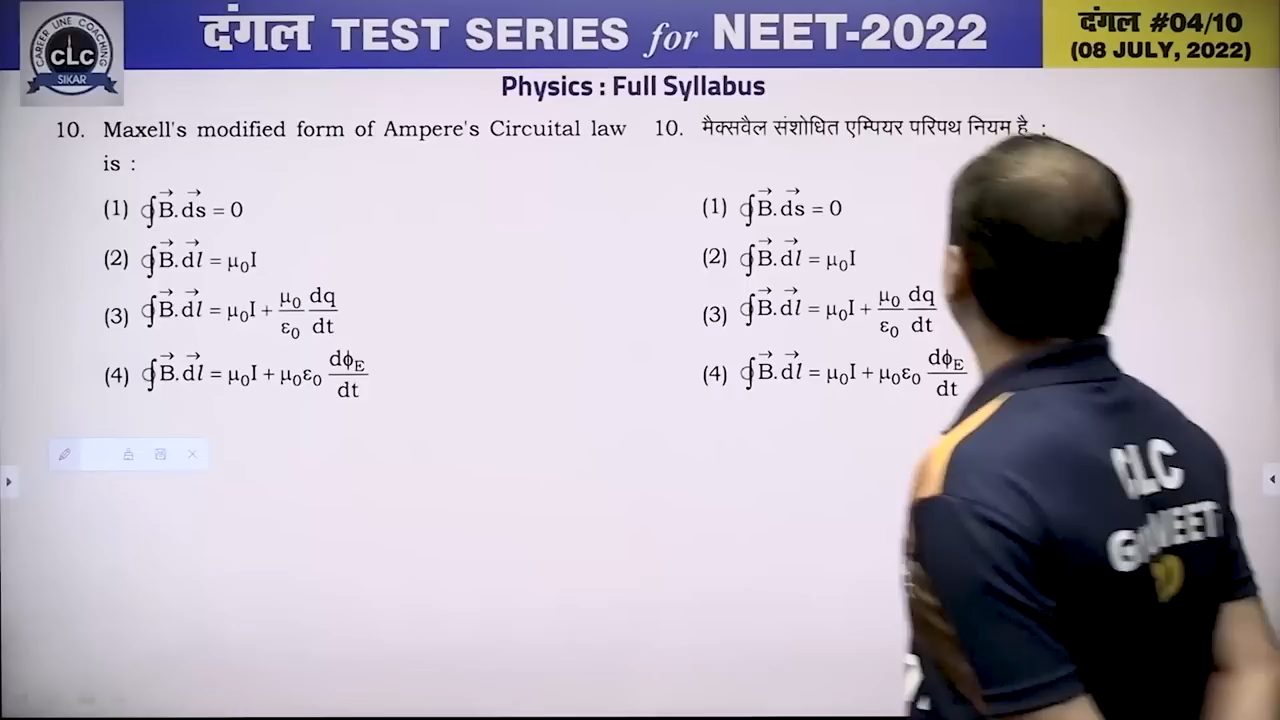 CAREER LINE COACHING
CLC
SIKAR
दंगल TEST SERIES for NEET-2022
दंगल #04/10
(08 JULY, 2022)
Physics : Full Syllabus
10. Maxell's modified form of Ampere's Circuital law
is :
(1) ∮B⃗.ds⃗ = 0
(2) ∮B⃗.dl⃗ = μ₀I
(3) ∮B⃗.dl⃗ = μ₀I + μ₀/ε₀ dq/dt
(4) ∮B⃗.dl⃗ = μ₀I + μ₀ε₀ dϕ_E/dt
10. मैक्सवैल संशोधित एम्पियर परिपथ नियम है :
(1) ∮B⃗.ds⃗ = 0
(2) ∮B⃗.dl⃗ = μ₀I
(3) ∮B⃗.dl⃗ = μ₀I + μ₀/ε₀ dq/dt
(4) ∮B⃗.dl⃗ = μ₀I + μ₀ε₀ dϕ_E/dt
CLC